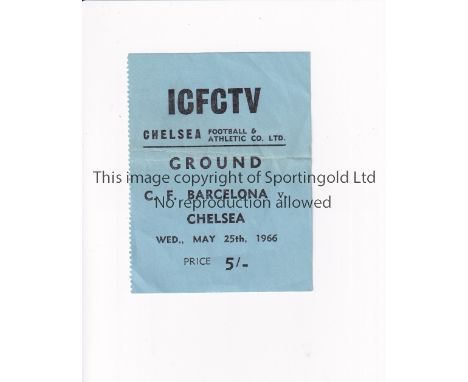 ICFCTV
CHELSEA FOOTBALL & ATHLETIC CO. LTD.
GROUND
This image copyright of Sportingold Ltd
C. F. BARCELONA v.
No reproduction allowed
CHELSEA
WED., MAY 25th, 1966
PRICE 5/-